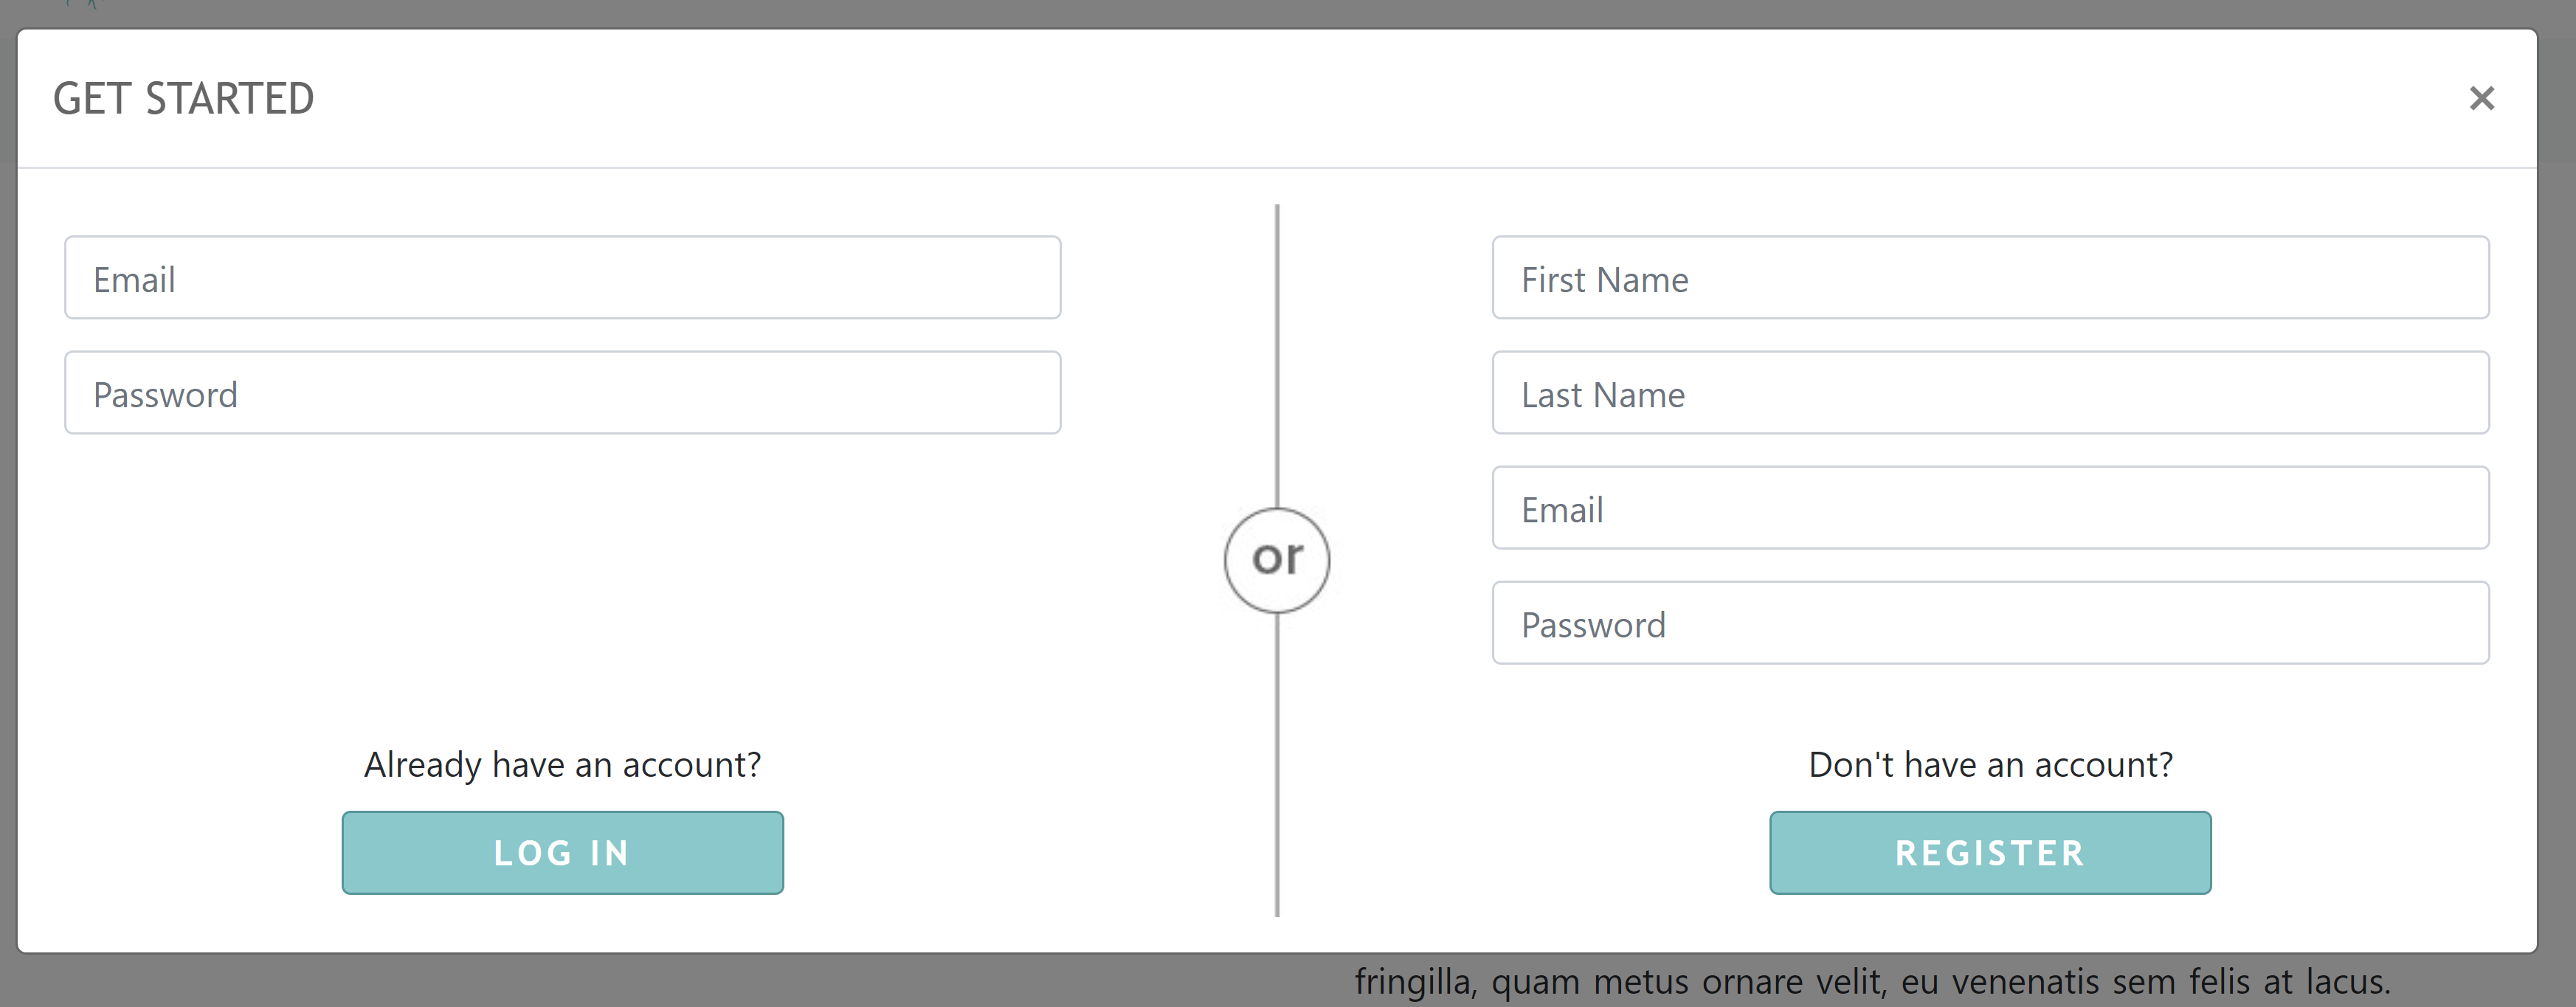 GET STARTED
Email
Password
Already have an account?
LOG IN
or
First Name
Last Name
Email
Password
Don't have an account?
REGISTER
fringilla, quam metus ornare velit, eu venenatis sem felis at lacus.